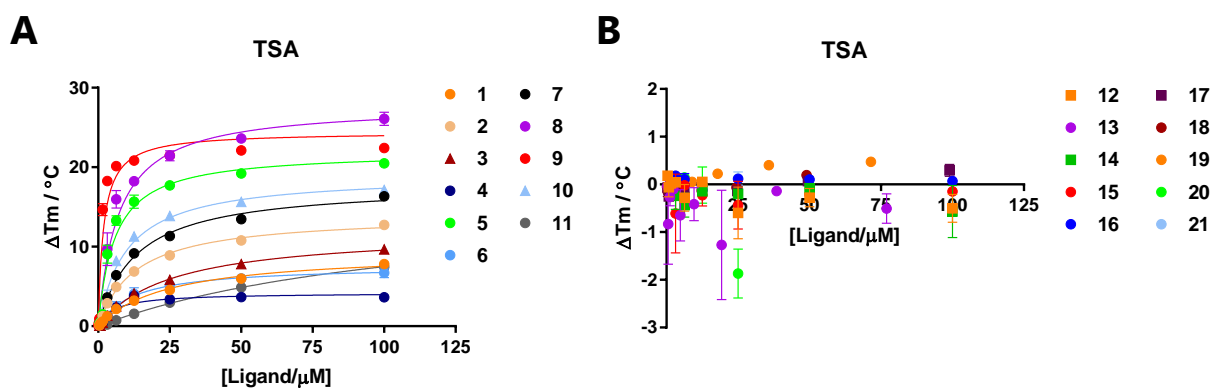 A
TSA
ΔTm / °C
30
20
10
0
0 25 50 75 100 125
[Ligand/μM]
1 7
2 8
3 9
4 10
5 11
6
B
TSA
ΔTm / °C
2
1
0
-1
-2
-3
25 50 75 100 125
[Ligand/μM]
12 17
13 18
14 19
15 20
16 21